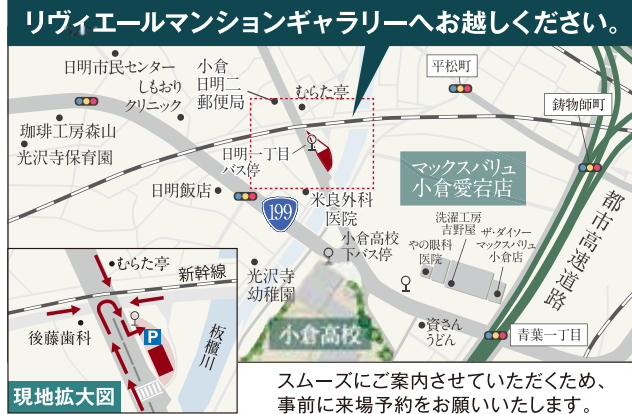 リヴィエールマンションギャラリーへお越しください。
日明市民センター
しもおり
クリニック
小倉
日明二
郵便局
むらた亭
平松町
鋳物師町
珈琲工房森山
光沢寺保育園
日明一丁目
バス停
マックスバリュ
小倉愛宕店
日明飯店
199
米良外科
医院
小倉高校
下バス停
洗濯工房
吉野屋
やの眼科
医院
ザ・ダイソー
マックスバリュ
小倉店
都市高速道路
光沢寺
幼稚園
小倉高校
資さん
うどん
青葉一丁目
むらた亭
新幹線
後藤歯科
P
板櫃川
現地拡大図
スムーズにご案内させていただくため、
事前に来場予約をお願いいたします。